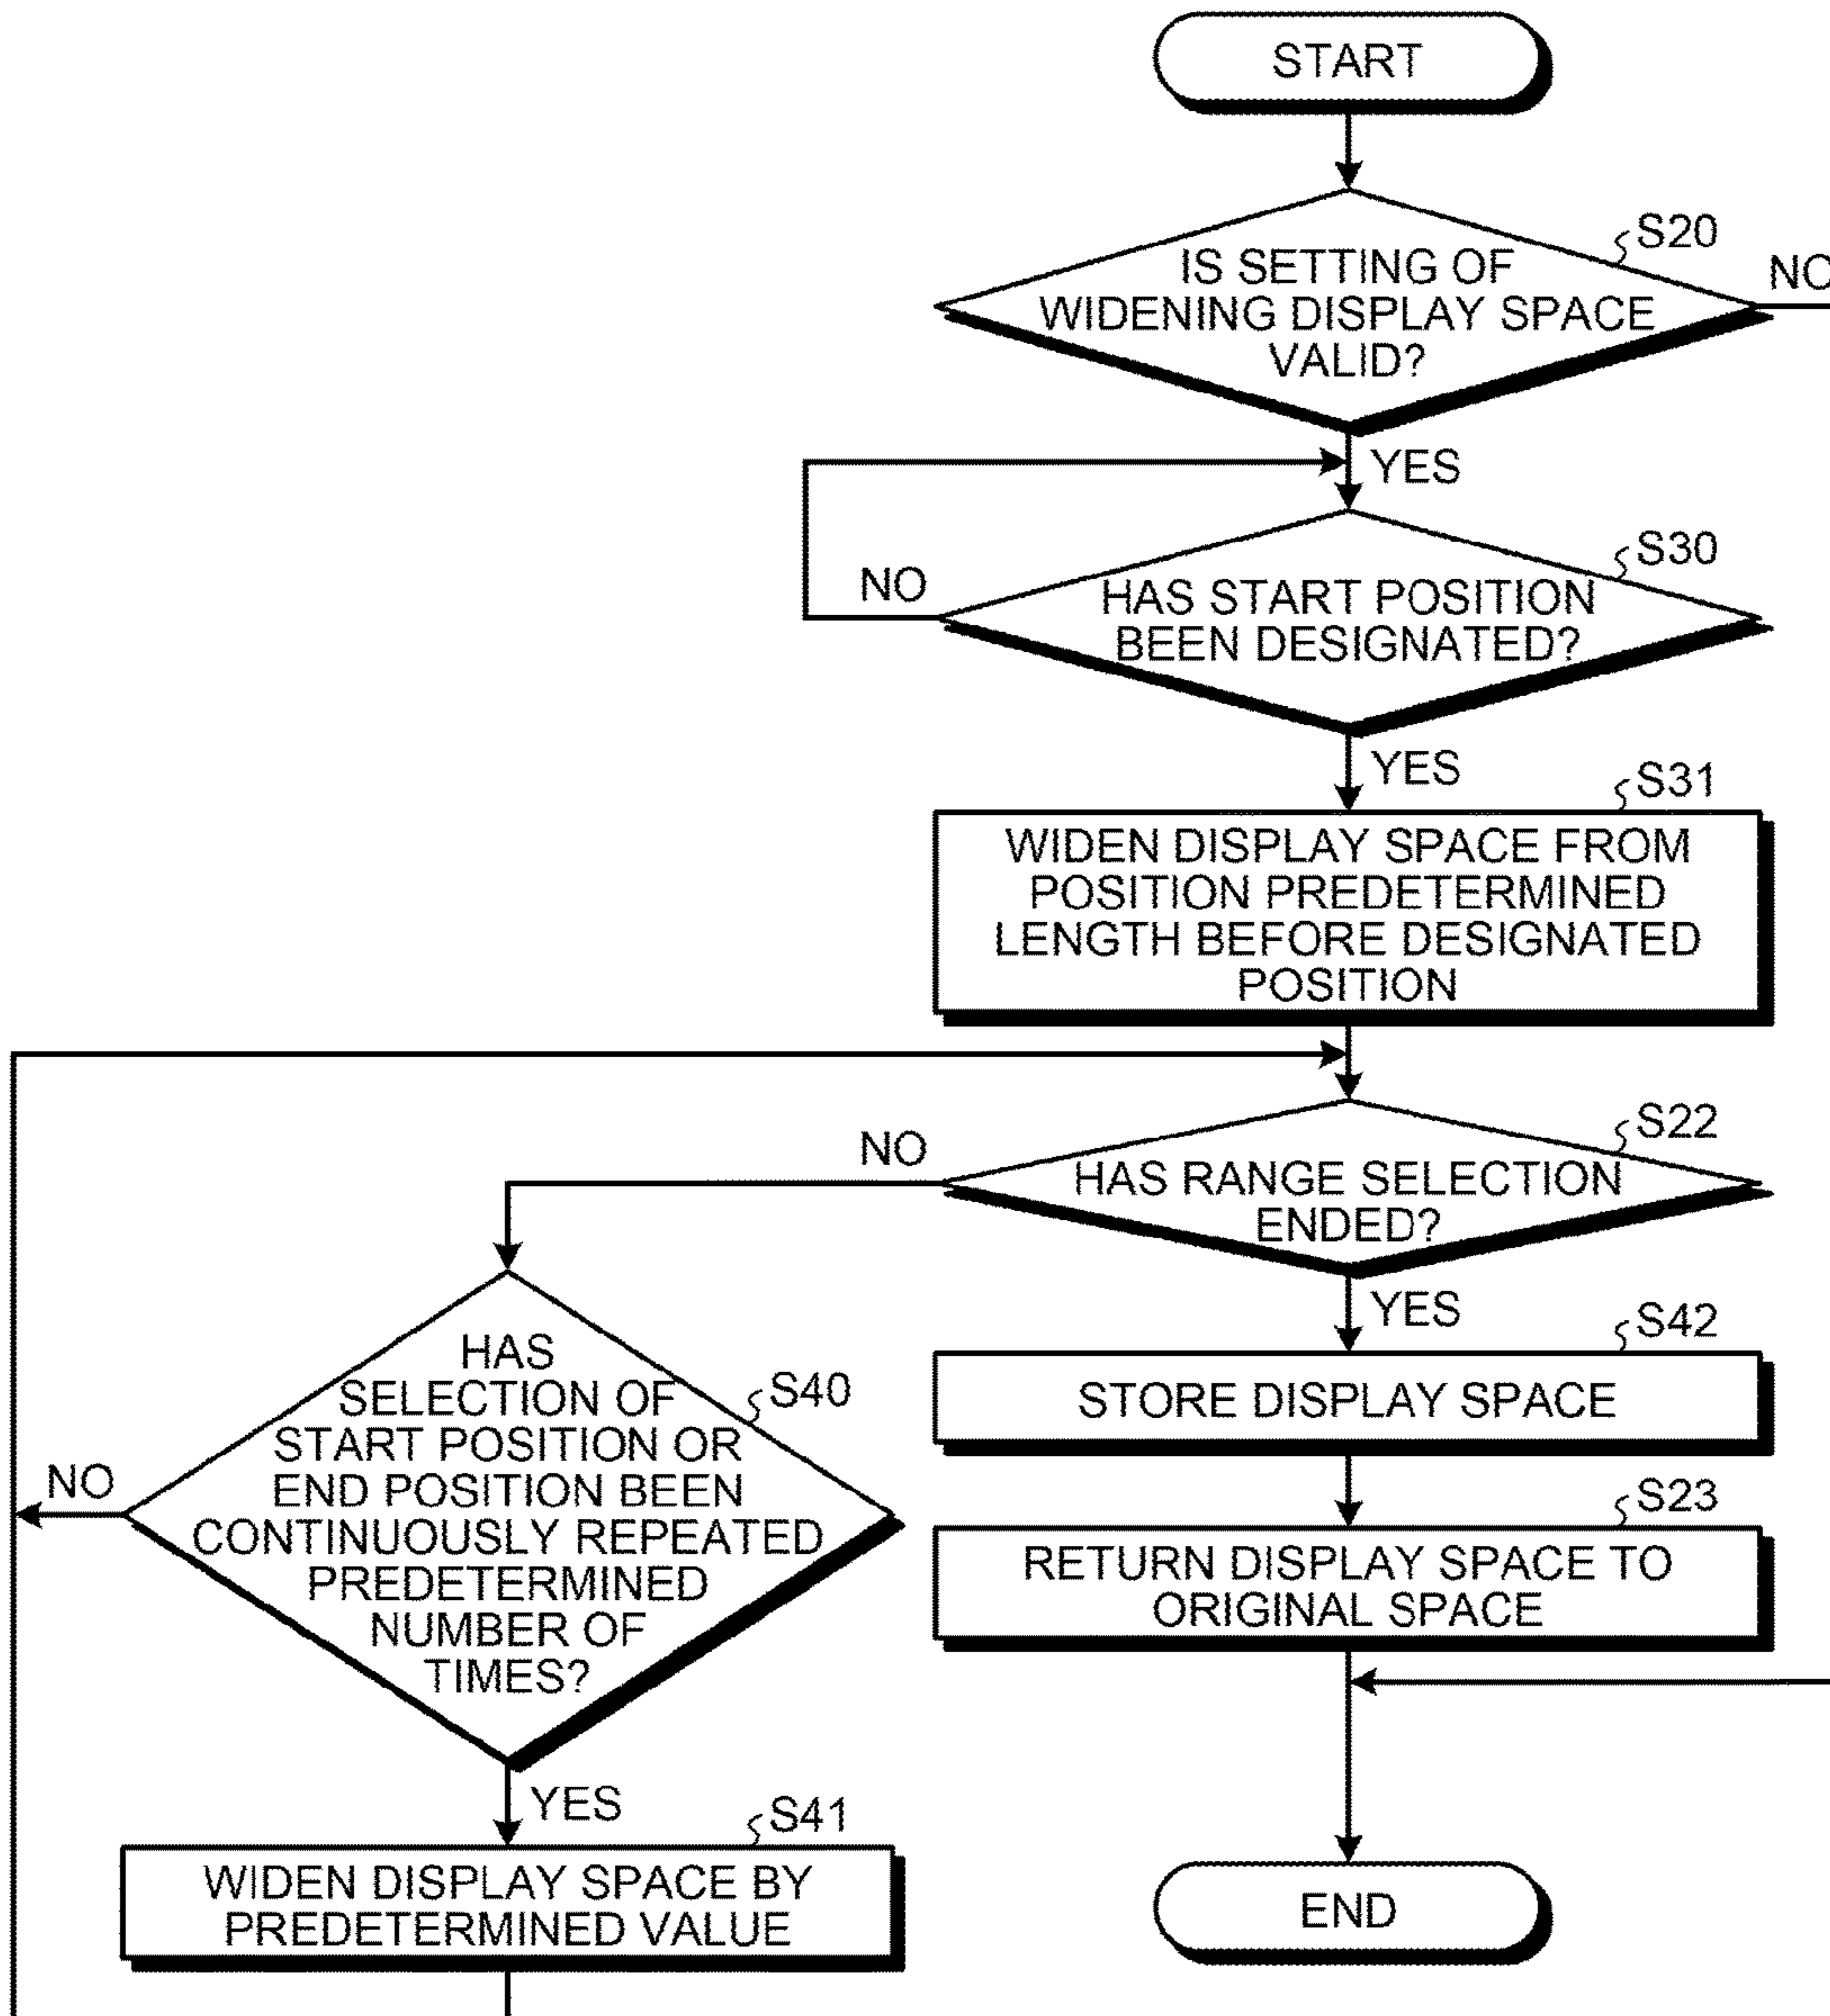 START
S20
IS SETTING OF
WIDENING DISPLAY SPACE
VALID?
NO
YES
S30
HAS START POSITION
BEEN DESIGNATED?
NO
YES
S31
WIDEN DISPLAY SPACE FROM
POSITION PREDETERMINED
LENGTH BEFORE DESIGNATED
POSITION
S22
HAS RANGE SELECTION
ENDED?
NO
YES
S40
HAS
SELECTION OF
START POSITION OR
END POSITION BEEN
CONTINUOUSLY REPEATED
PREDETERMINED
NUMBER OF
TIMES?
NO
YES
S41
WIDEN DISPLAY SPACE BY
PREDETERMINED VALUE
S42
STORE DISPLAY SPACE
S23
RETURN DISPLAY SPACE TO
ORIGINAL SPACE
END